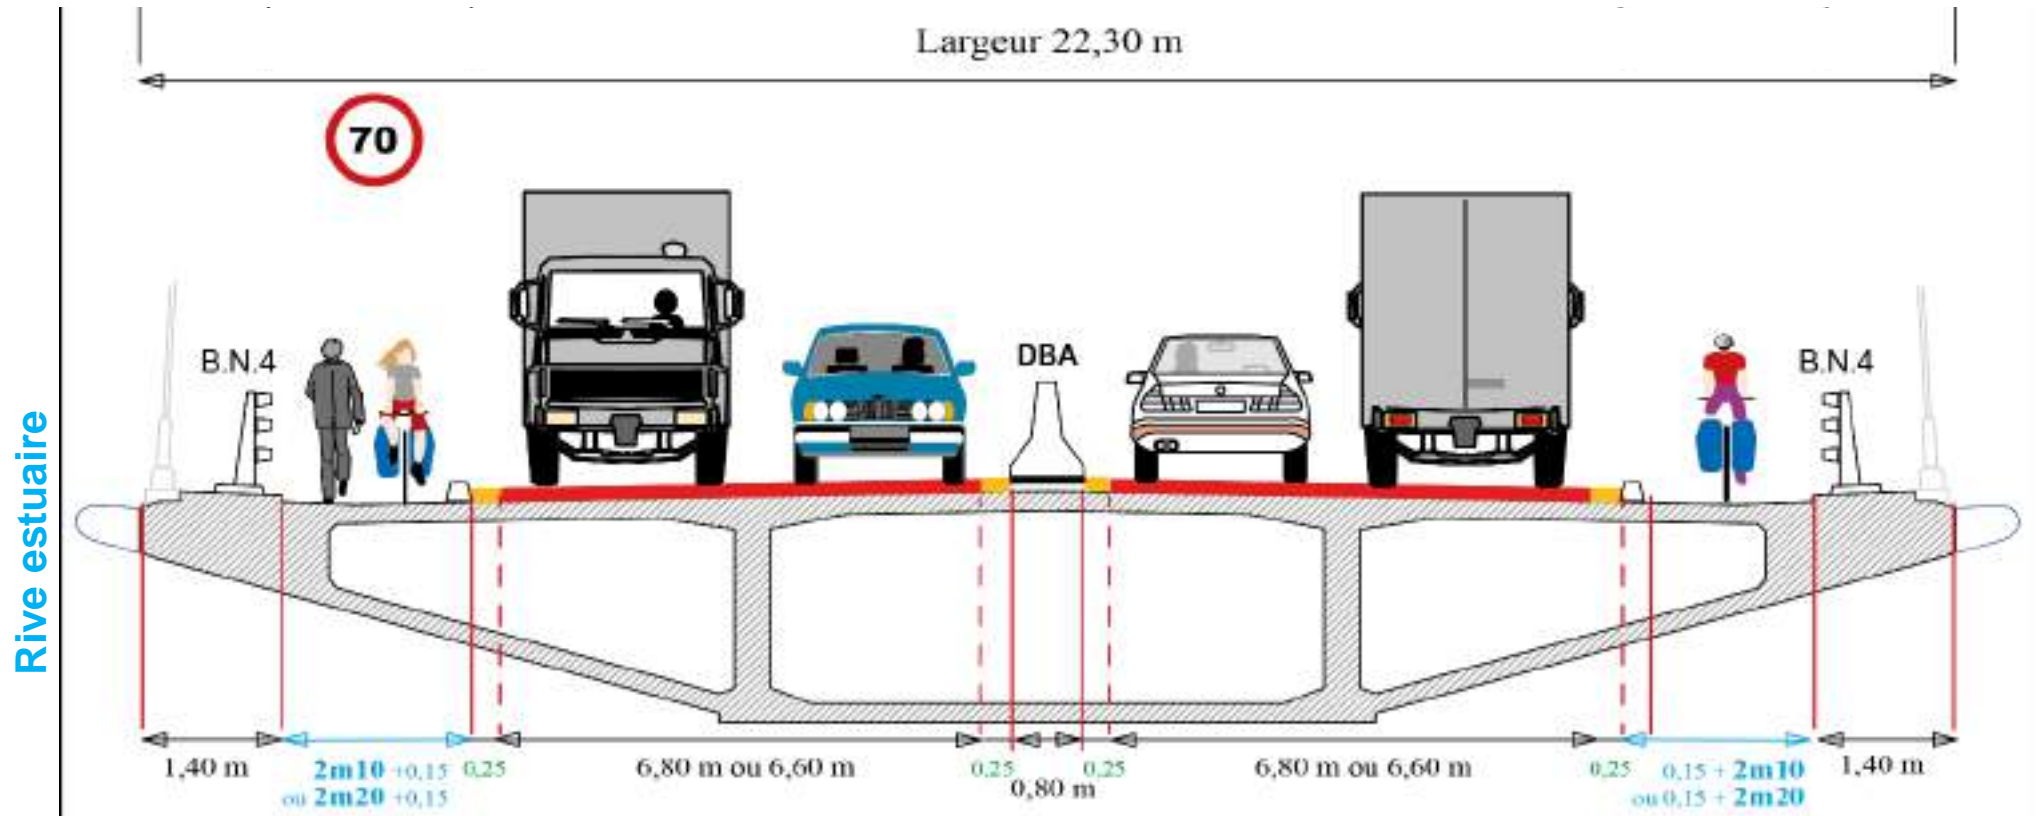 Largeur 22,30 m
70
B.N.4
DBA
B.N.4
Rive estuaire
1,40 m
2m10 +0,15
ou 2m20 +0,15
0,25
6,80 m ou 6,60 m
0,25
0,80 m
0,25
6,80 m ou 6,60 m
0,25
0,15 + 2m10
ou 0,15 + 2m20
1,40 m